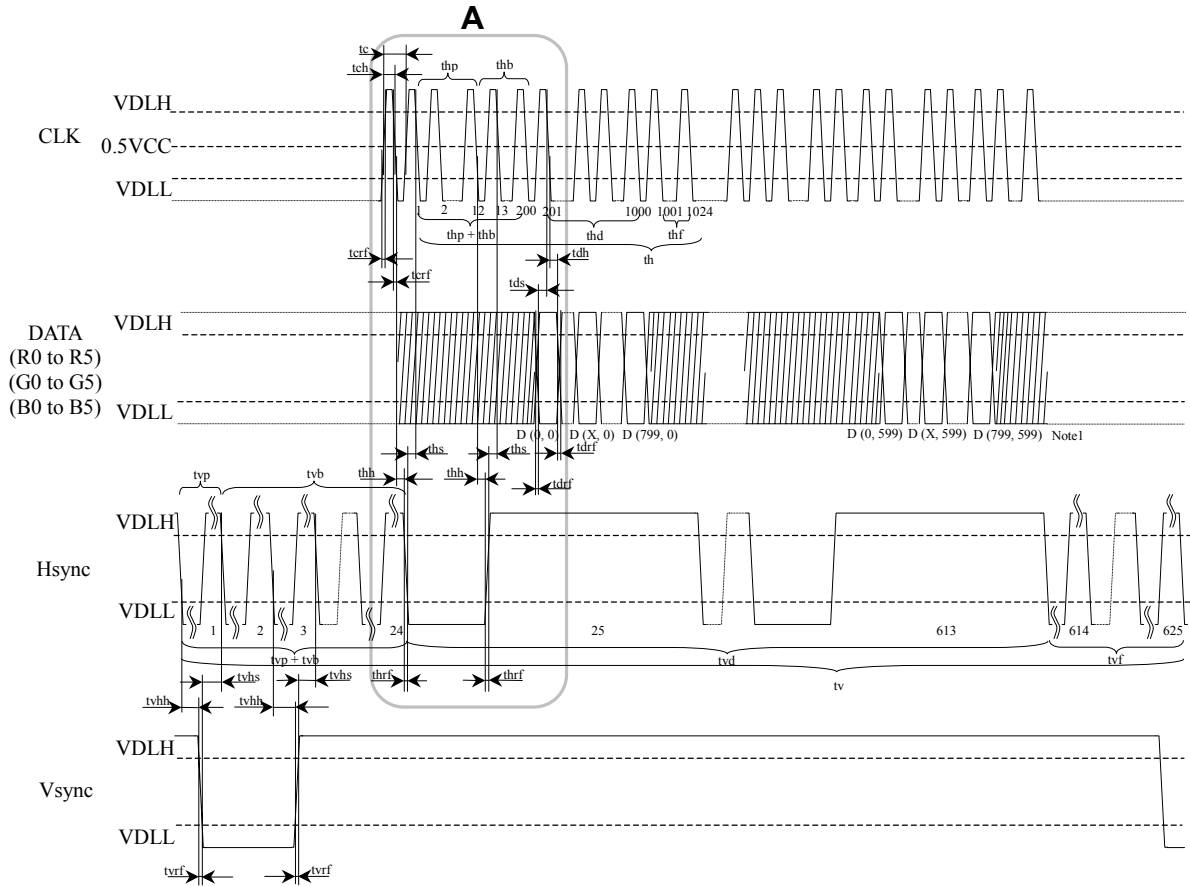 A
tc
tch
thp
thb
VDLH
CLK
0.5VCC
VDLL
1 2 12 13 200 201 1000 1001 1024
thp + thb
thd
thf
th
tcrf
tcrf
tdh
tds
VDLH
DATA
(R0 to R5)
(G0 to G5)
(B0 to B5)
VDLL
D (0, 0) D (X, 0) D (799, 0) D (0, 599) D (X, 599) D (799, 599) Note1
ths
ths
tdrf
thh
thh
tdrf
tvp
tvb
VDLH
Hsync
VDLL
1 2 3 24 25 613 614 625
tvp + tvb
tvd
tvf
tv
tvhs
tvhs
thrf
thrf
tvhh
tvhh
VDLH
Vsync
VDLL
tvrf
tvrf